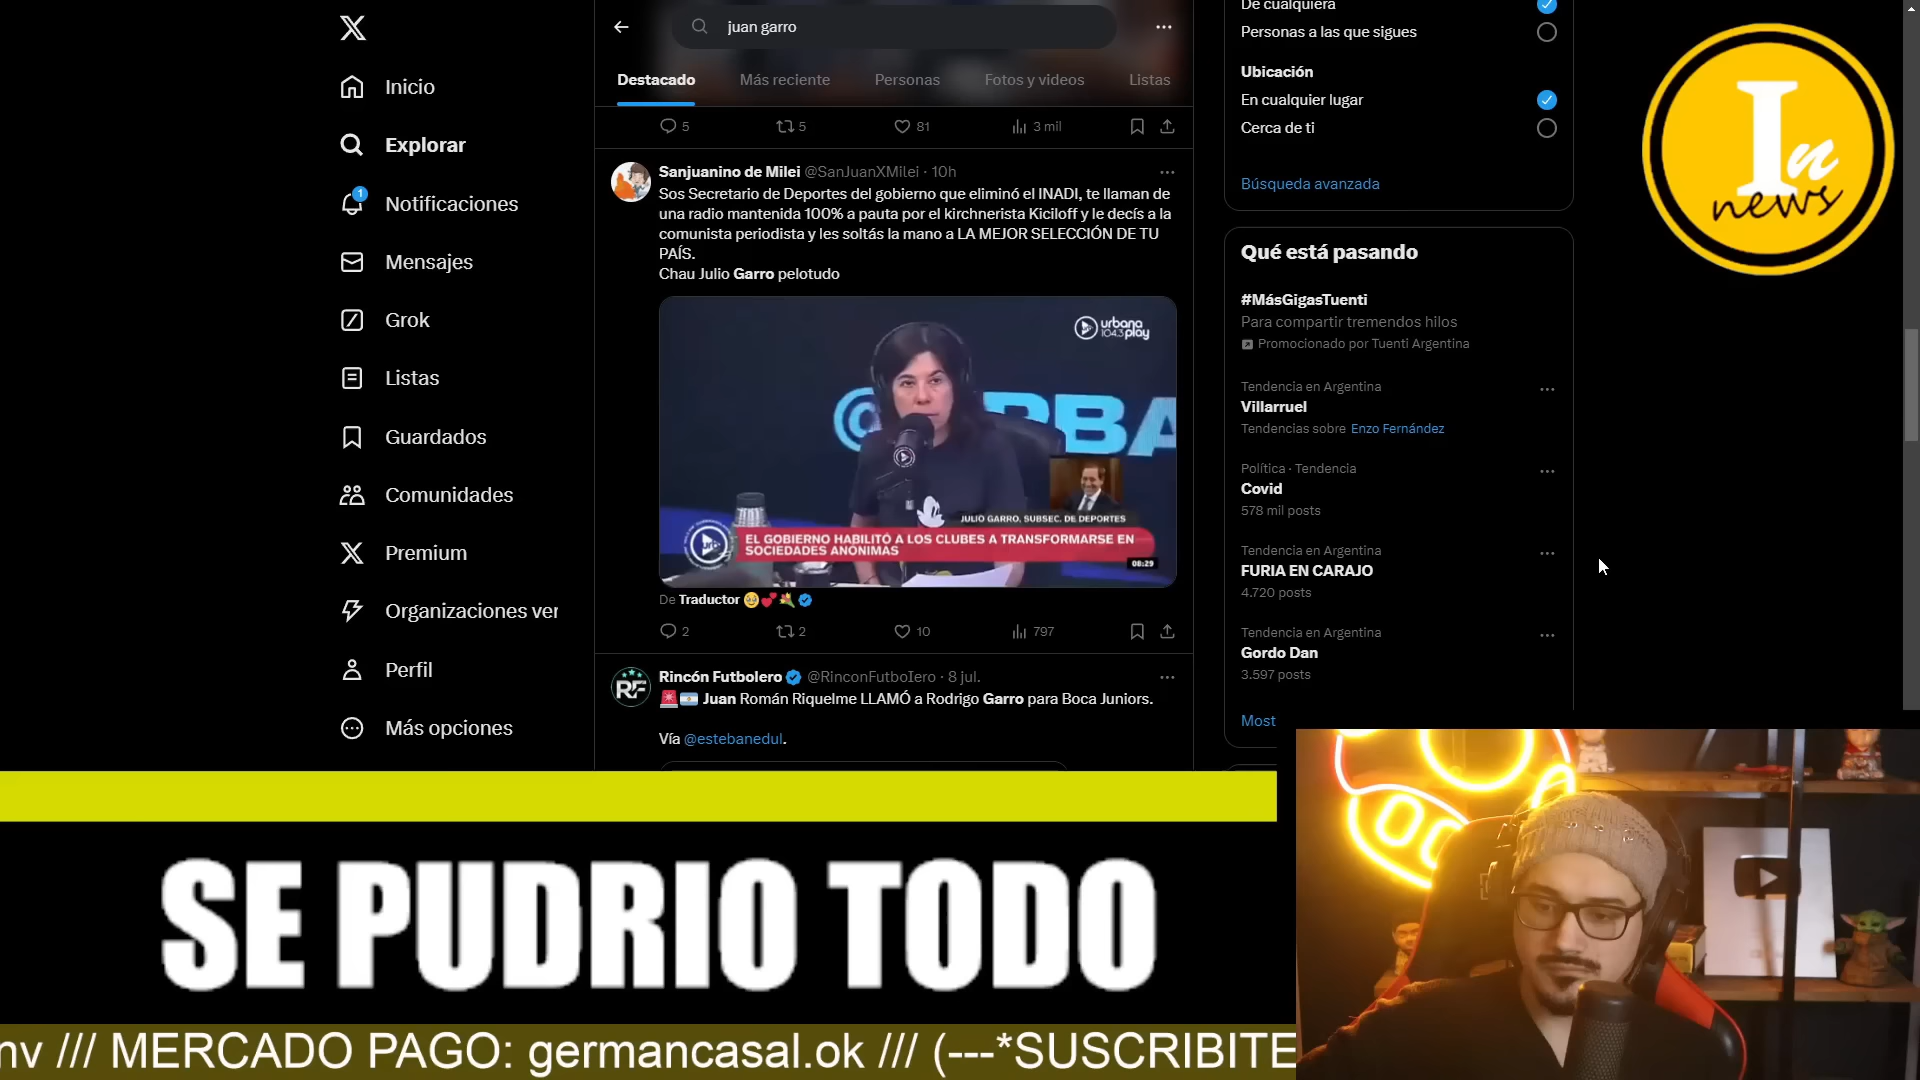 Inicio
Explorar
1
Notificaciones
Mensajes
Grok
Listas
Guardados
Comunidades
Premium
Organizaciones ver
Perfil
Más opciones
juan garro
Destacado
Más reciente
Personas
Fotos y videos
Listas
5
5
81
3 mil
Sanjuanino de Milei @SanJuanXMilei · 10h
Sos Secretario de Deportes del gobierno que eliminó el INADI, te llaman de
una radio mantenida 100% a pauta por el kirchnerista Kiciloff y le decís a la
comunista periodista y les soltás la mano a LA MEJOR SELECCIÓN DE TU
PAÍS.
Chau Julio Garro pelotudo
urbana
104.3 play
JULIO GARRO, SUBSEC. DE DEPORTES
EL GOBIERNO HABILITÓ A LOS CLUBES A TRANSFORMARSE EN
SOCIEDADES ANÓNIMAS
08:29
De Traductor
2
2
10
797
RF
Rincón Futbolero @RinconFutboIero · 8 jul.
Juan Román Riquelme LLAMÓ a Rodrigo Garro para Boca Juniors.
Vía @estebanedul.
De cualquiera
Personas a las que sigues
Ubicación
En cualquier lugar
Cerca de ti
Búsqueda avanzada
Qué está pasando
#MásGigasTuenti
Para compartir tremendos hilos
Promocionado por Tuenti Argentina
Tendencia en Argentina
Villarruel
Tendencias sobre Enzo Fernández
Política · Tendencia
Covid
578 mil posts
Tendencia en Argentina
FURIA EN CARAJO
4.720 posts
Tendencia en Argentina
Gordo Dan
3.597 posts
Most
In
news
SE PUDRIO TODO
nv /// MERCADO PAGO: germancasal.ok /// (---*SUSCRIBITE